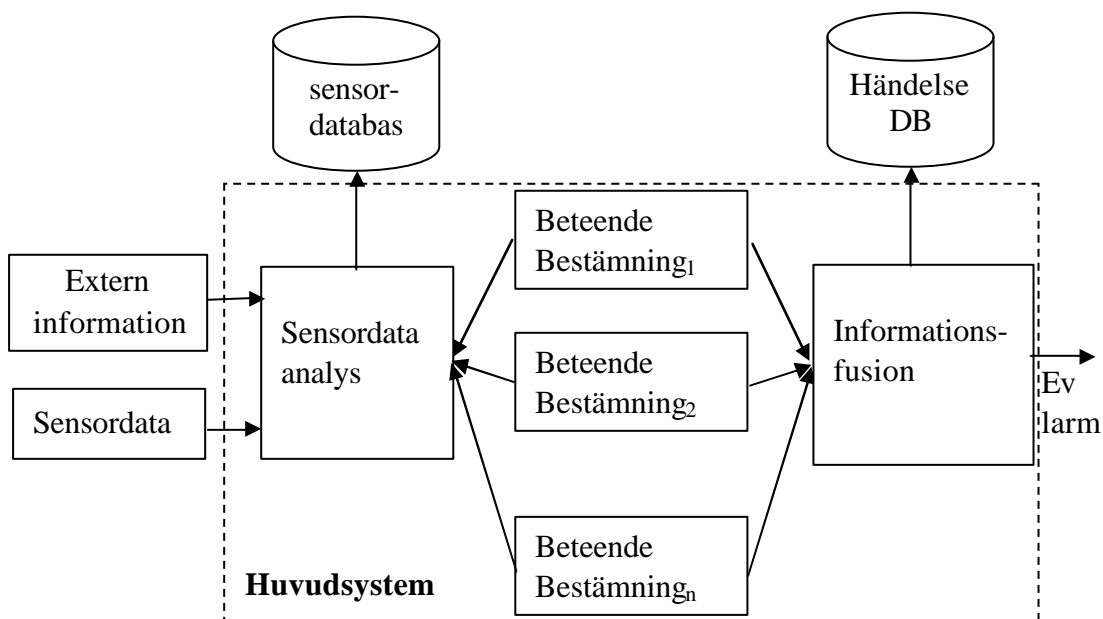 sensor-
databas
Händelse
DB
Beteende
Bestämning₁
Extern
information
Sensordata
analys
Informations-
fusion
Beteende
Bestämning₂
Ev
larm
Sensordata
Beteende
Bestämningₙ
Huvudsystem